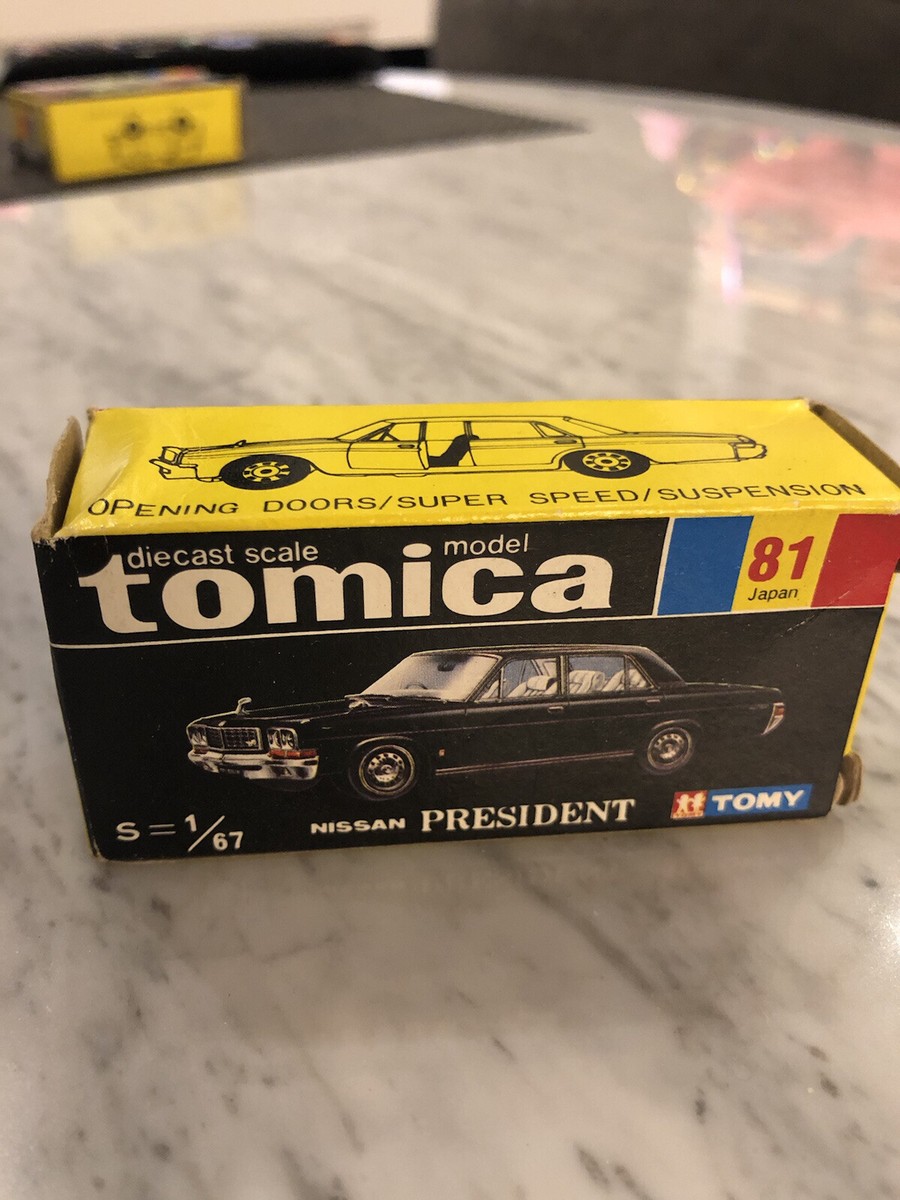 OPENING DOORS/SUPER SPEED/SUSPENSION
diecast scale model
tomica
81
Japan
S=1/67
NISSAN PRESIDENT
TOMY